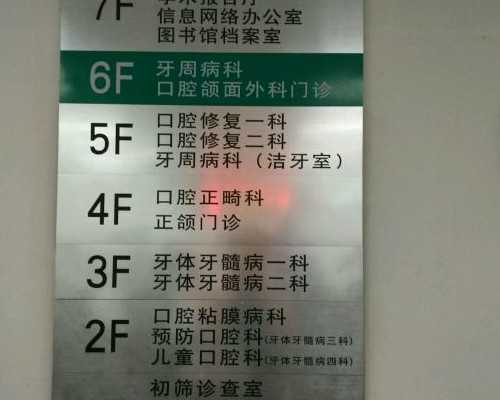 7F
学术报告厅
信息网络办公室
图书馆档案室
6F
牙周病科
口腔颌面外科门诊
5F
口腔修复一科
口腔修复二科
牙周病科（洁牙室）
4F
口腔正畸科
正颌门诊
3F
牙体牙髓病一科
牙体牙髓病二科
2F
口腔粘膜病科
预防口腔科(牙体牙髓病三科)
儿童口腔科(牙体牙髓病四科)
初筛诊查室